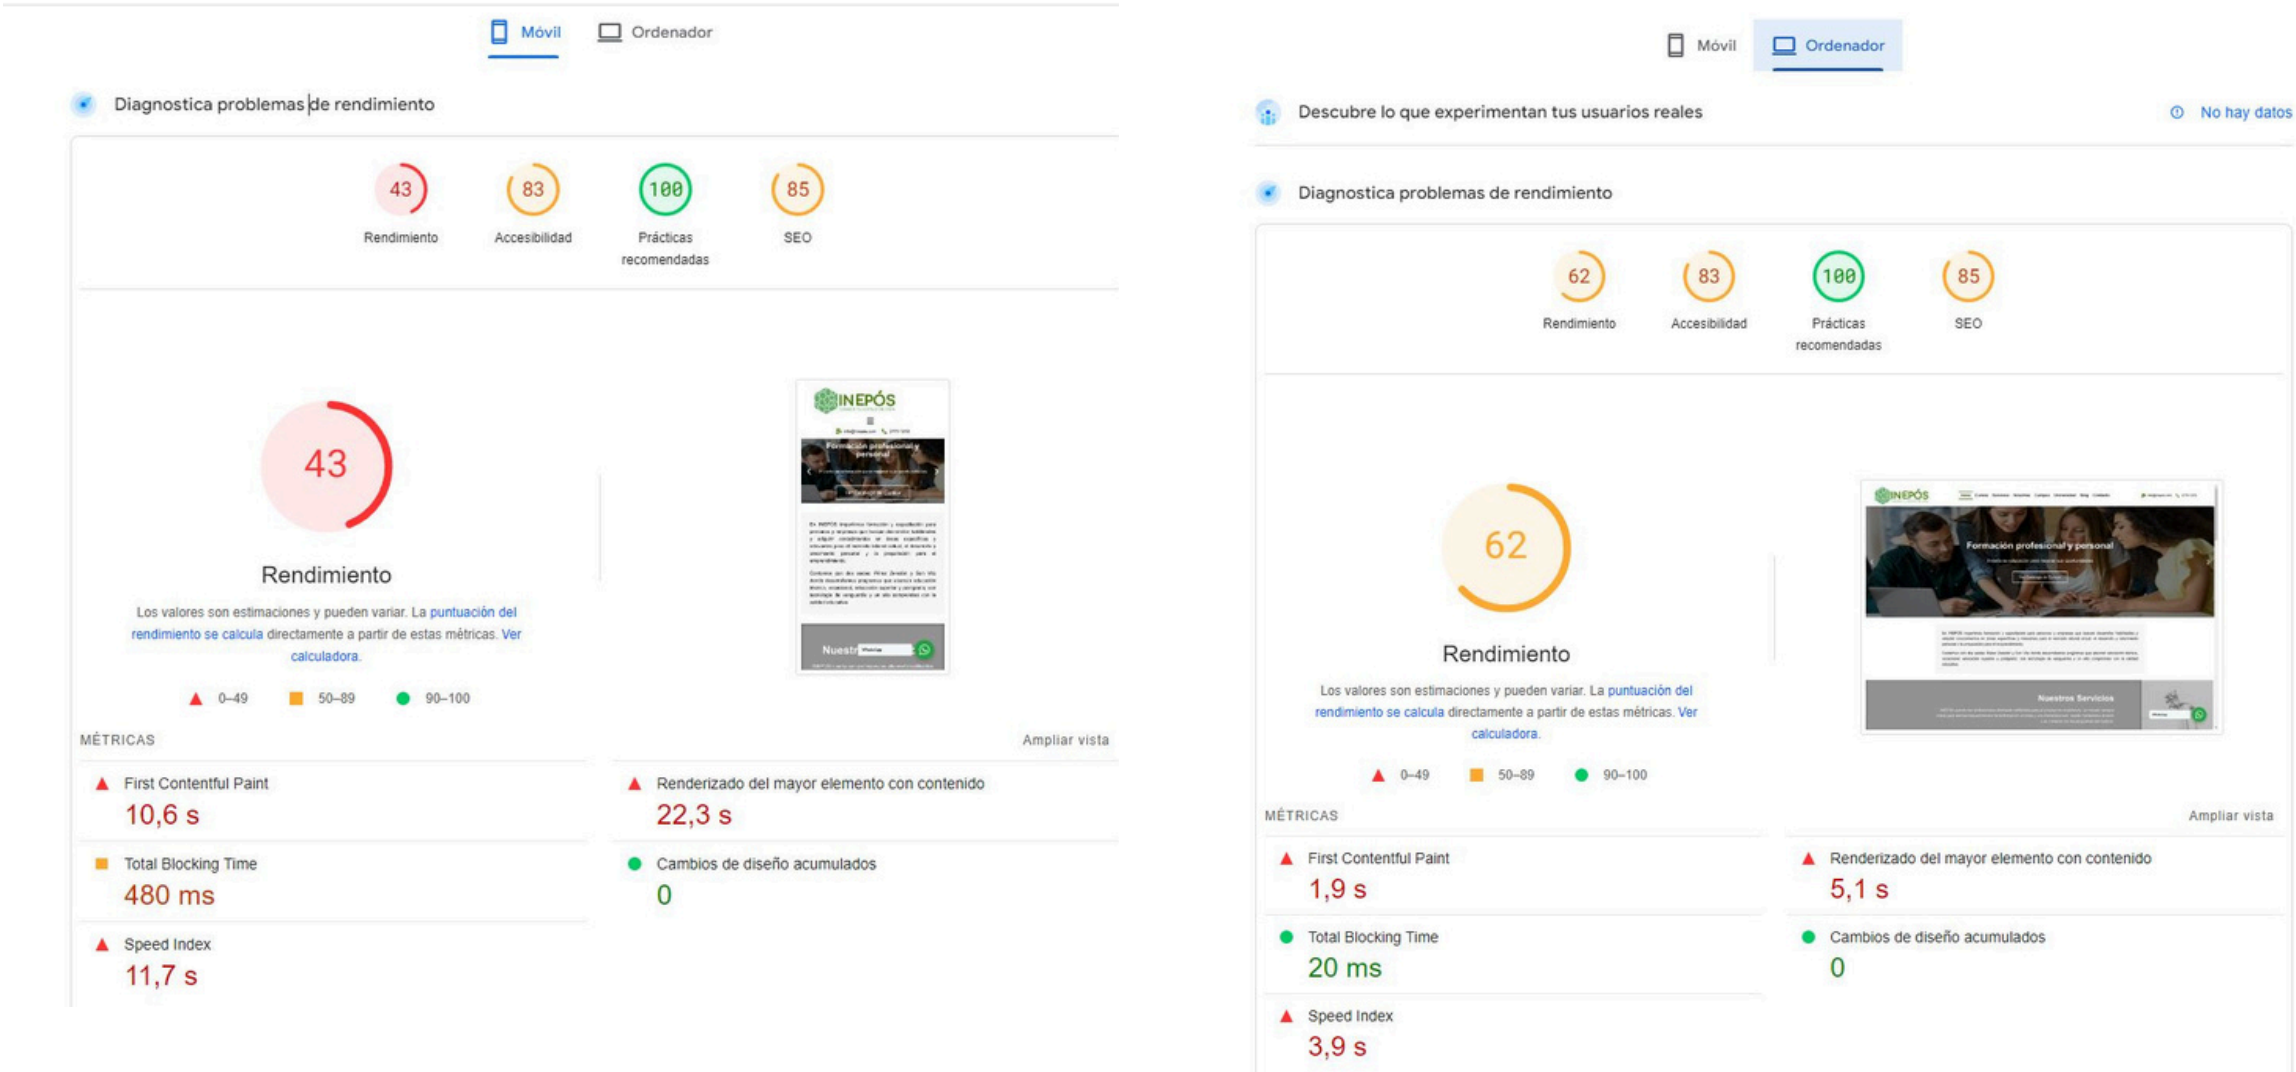 Móvil
Ordenador
Diagnostica problemas de rendimiento
43
83
100
85
Rendimiento
Accesibilidad
Prácticas
recomendadas
SEO
43
Rendimiento
Los valores son estimaciones y pueden variar. La puntuación del
rendimiento se calcula directamente a partir de estas métricas. Ver
calculadora.
0–49
50–89
90–100
INEPÓS
Formación profesional y
personal
Nuestr
MÉTRICAS
Ampliar vista
First Contentful Paint
10,6 s
Renderizado del mayor elemento con contenido
22,3 s
Total Blocking Time
480 ms
Cambios de diseño acumulados
0
Speed Index
11,7 s
Móvil
Ordenador
Descubre lo que experimentan tus usuarios reales
No hay datos
Diagnostica problemas de rendimiento
62
83
100
85
Rendimiento
Accesibilidad
Prácticas
recomendadas
SEO
62
Rendimiento
Los valores son estimaciones y pueden variar. La puntuación del
rendimiento se calcula directamente a partir de estas métricas. Ver
calculadora.
0–49
50–89
90–100
INEPÓS
Formación profesional y personal
Nuestros Servicios
MÉTRICAS
Ampliar vista
First Contentful Paint
1,9 s
Renderizado del mayor elemento con contenido
5,1 s
Total Blocking Time
20 ms
Cambios de diseño acumulados
0
Speed Index
3,9 s